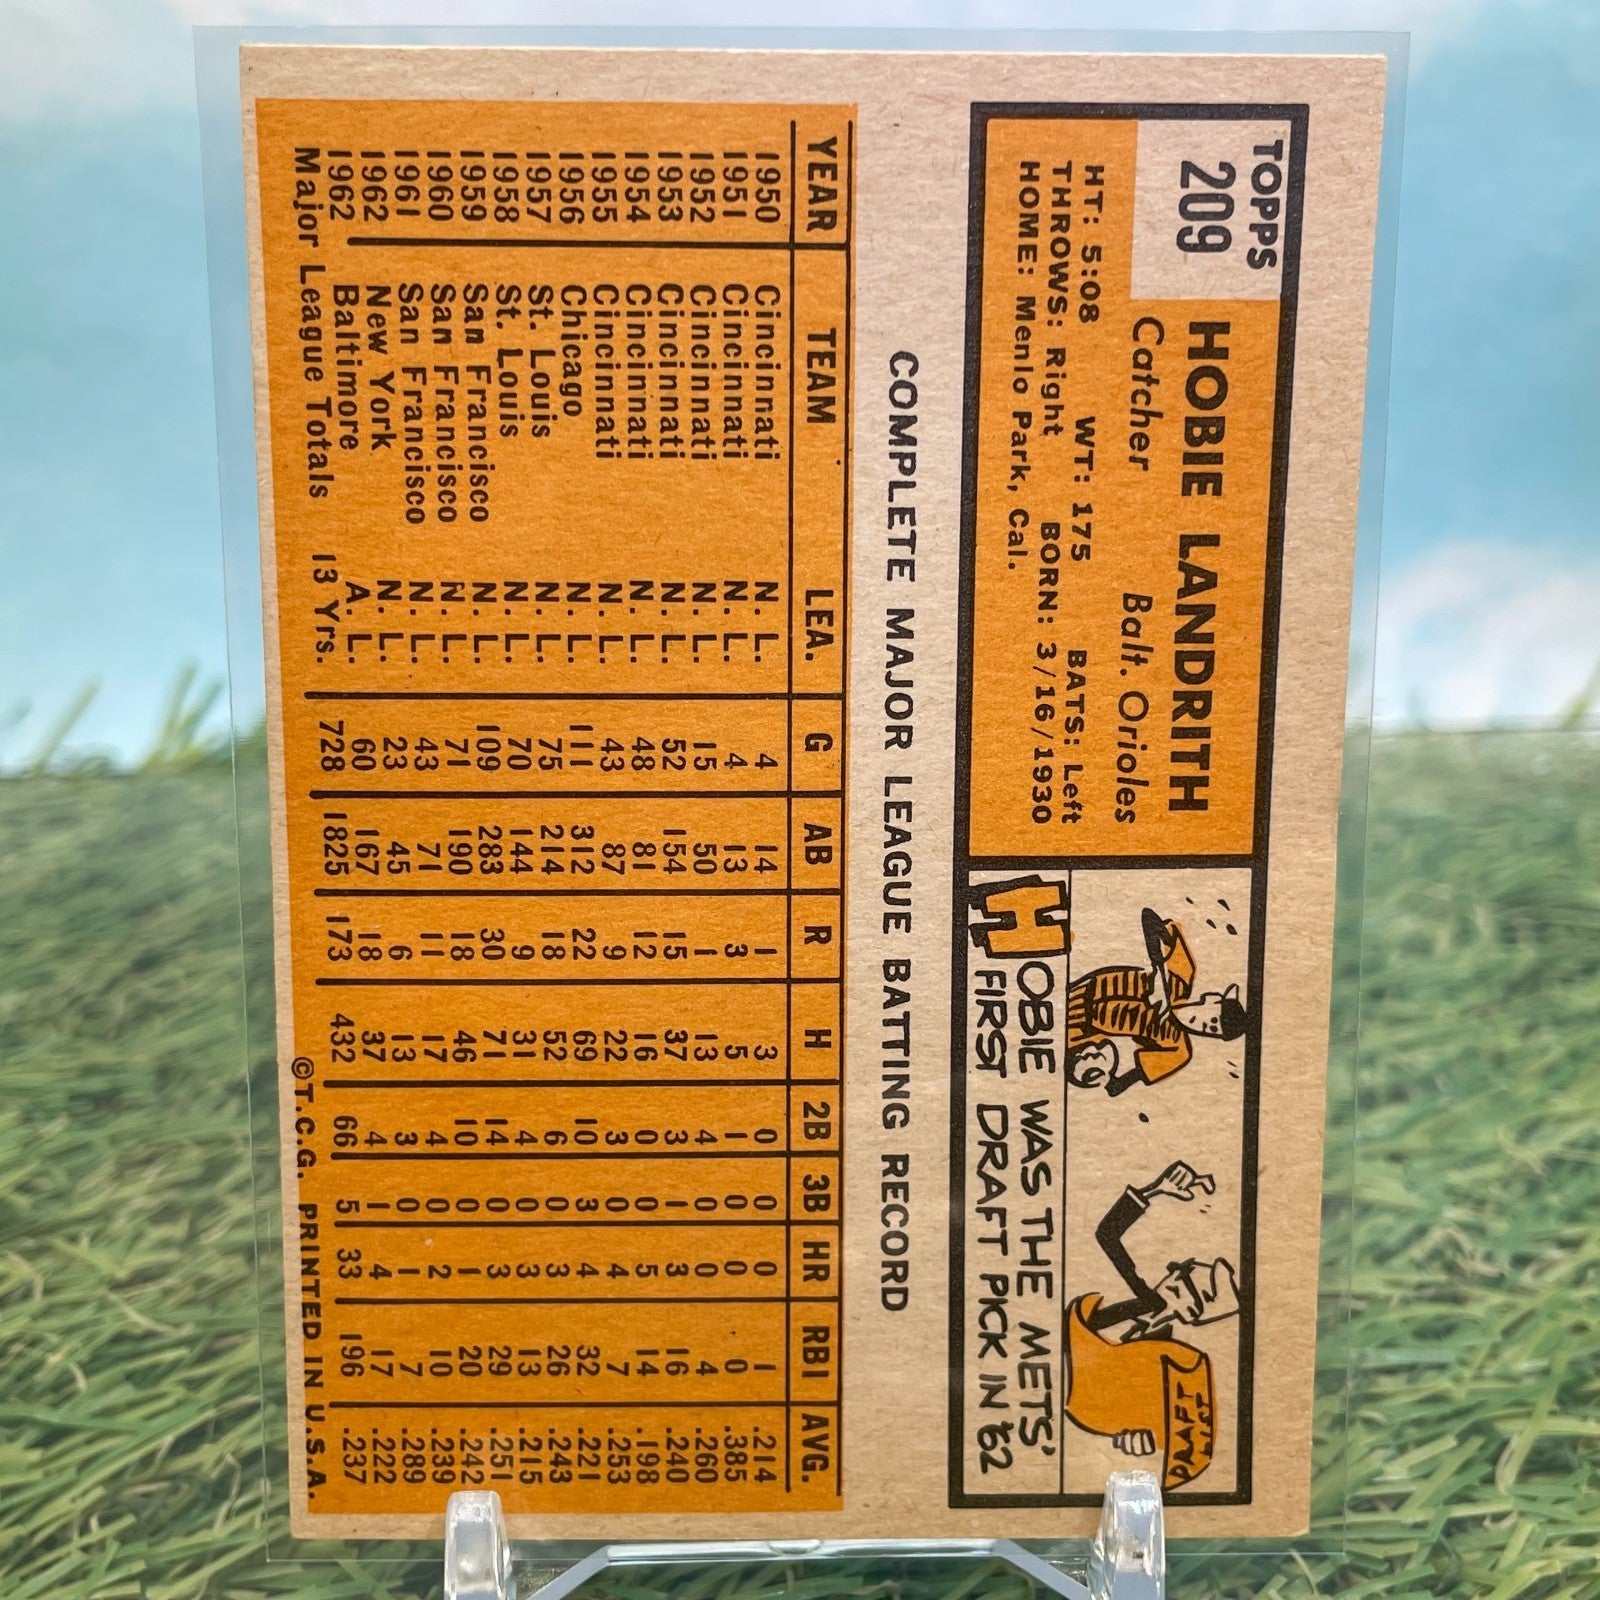 TOPPS
209
HOBIE LANDRITH
Catcher Balt. Orioles
HT: 5:08 WT: 175 BATS: Left
THROWS: Right BORN: 3/16/1930
HOME: Menlo Park, Cal.
DRAFT
LIST
HOBIE WAS THE METS'
FIRST DRAFT PICK IN '62
COMPLETE MAJOR LEAGUE BATTING RECORD
YEAR TEAM LEA. G AB R H 2B 3B HR RBI AVG.
1950 Cincinnati N. L. 4 14 1 3 0 0 0 1 .214
1951 Cincinnati N. L. 4 13 3 5 1 0 0 0 .385
1952 Cincinnati N. L. 15 50 1 13 4 0 0 4 .260
1953 Cincinnati N. L. 52 154 15 37 3 1 3 16 .240
1954 Cincinnati N. L. 48 81 12 16 0 0 5 14 .198
1955 Cincinnati N. L. 43 87 9 22 3 0 4 7 .253
1956 Chicago N. L. 111 312 22 69 10 3 4 32 .221
1957 St. Louis N. L. 75 214 18 52 6 0 3 26 .243
1958 St. Louis N. L. 70 144 9 31 4 0 3 13 .215
1959 San Francisco N. L. 109 283 30 71 14 0 3 29 .251
1960 San Francisco N. L. 71 190 18 46 10 0 1 20 .242
1961 San Francisco N. L. 43 71 11 17 4 0 2 10 .239
1962 New York N. L. 23 45 6 13 3 0 1 7 .289
1962 Baltimore A. L. 60 167 18 37 4 1 4 17 .222
Major League Totals 13 Yrs. 728 1825 173 432 66 5 33 196 .237
©T.C.G. PRINTED IN U.S.A.